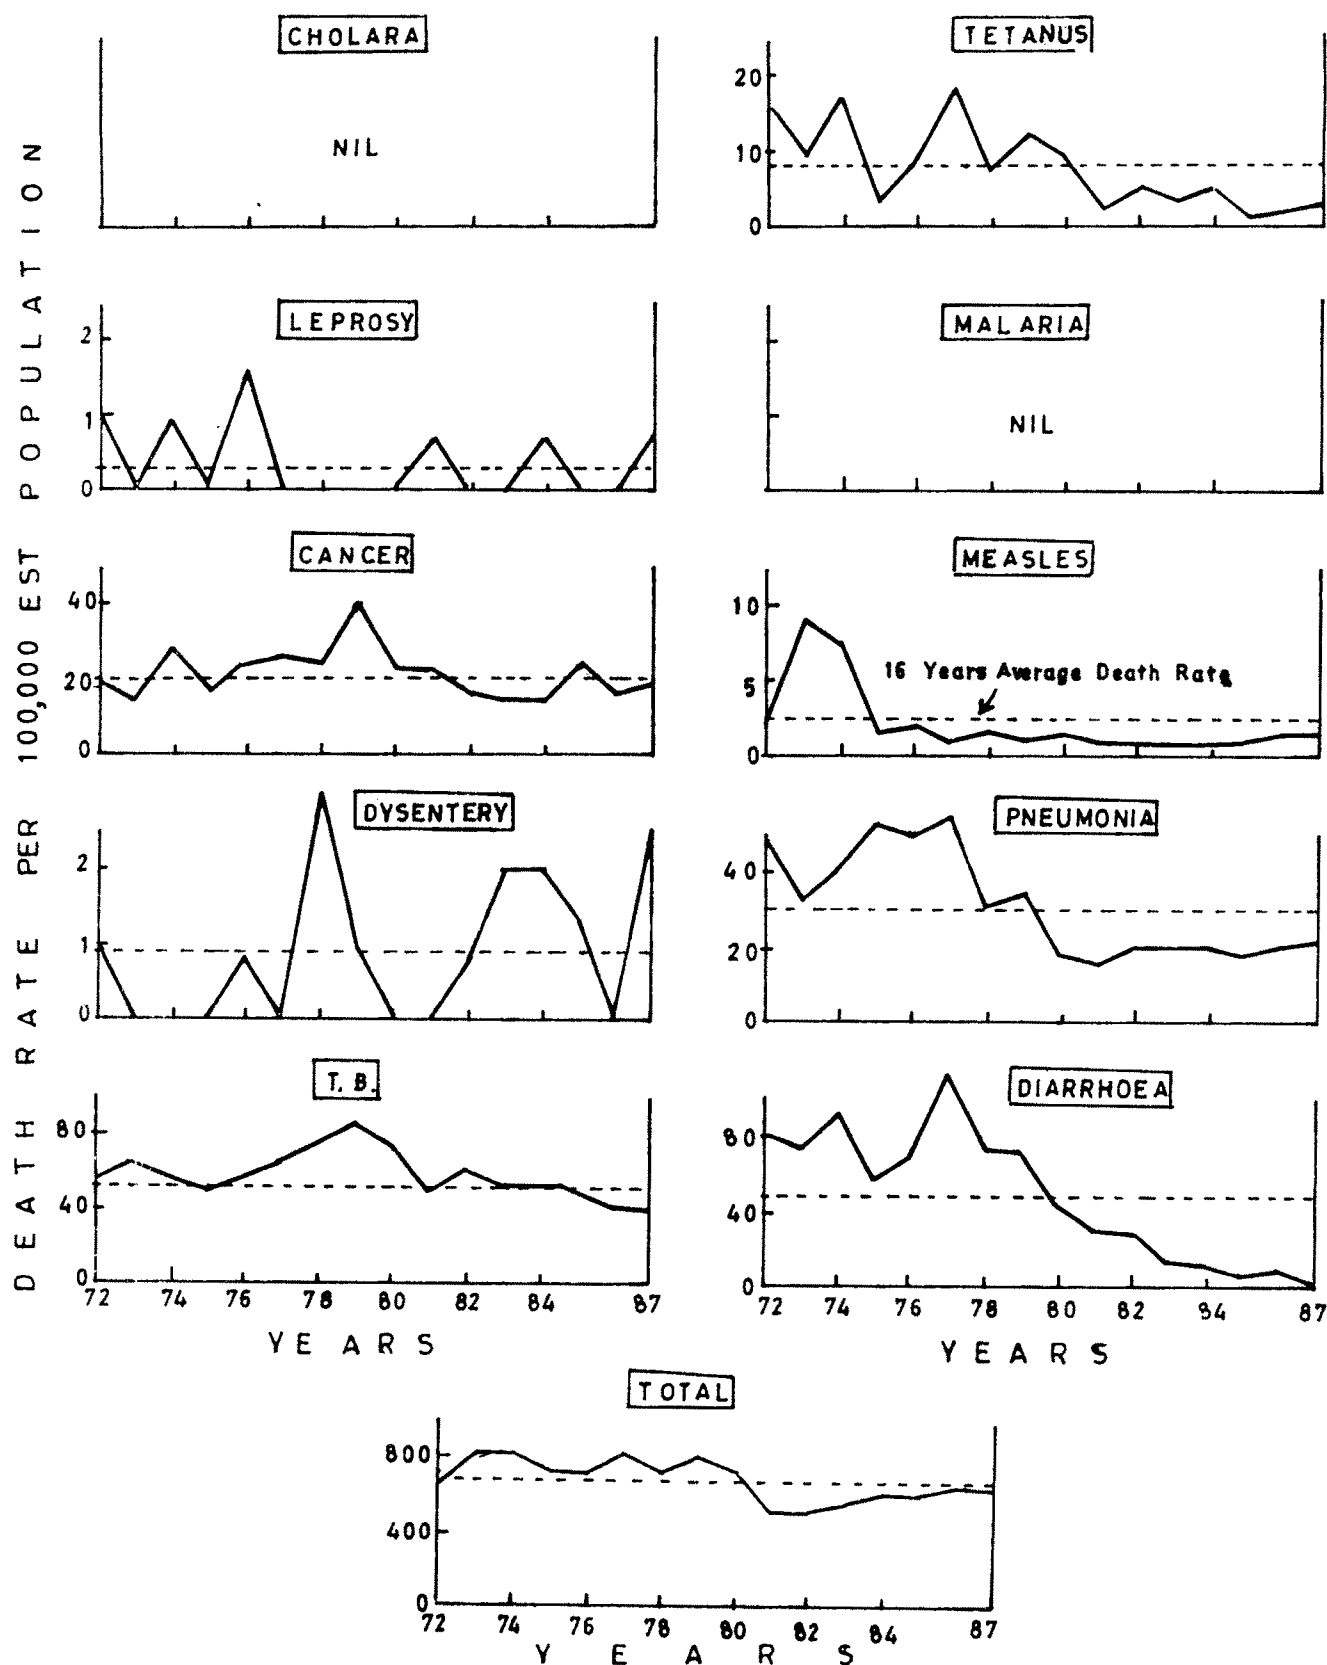 DEATH RATE PER 100,000 EST POPULATION
CHOLARA
NIL
TETANUS
20
10
0
LEPROSY
2
1
0
MALARIA
NIL
CANCER
40
20
0
MEASLES
10
5
0
16 Years Average Death Rate
DYSENTERY
2
1
0
PNEUMONIA
40
20
0
T. B.
80
40
0
72 74 76 78 80 82 84 87
YEARS
DIARRHOEA
80
40
0
72 74 76 78 80 82 84 87
YEARS
TOTAL
800
400
0
72 74 76 78 80 82 84 87
YEARS